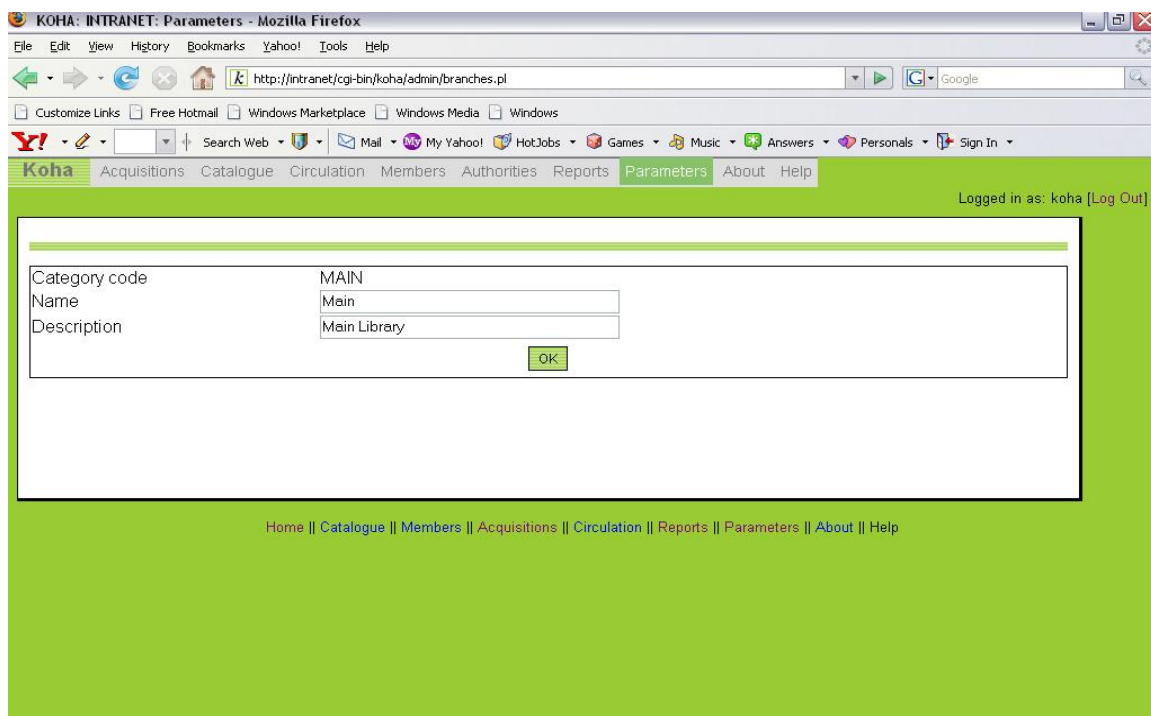 KOHA: INTRANET: Parameters - Mozilla Firefox
File Edit View History Bookmarks Yahoo! Tools Help
k http://intranet/cgi-bin/koha/admin/branches.pl G Google
Customize Links Free Hotmail Windows Marketplace Windows Media Windows
Y! Search Web Mail My My Yahoo! HotJobs Games Music Answers Personals Sign In
Koha Acquisitions Catalogue Circulation Members Authorities Reports Parameters About Help
Logged in as: koha [Log Out]
Category code MAIN
Name Main
Description Main Library
OK
Home || Catalogue || Members || Acquisitions || Circulation || Reports || Parameters || About || Help